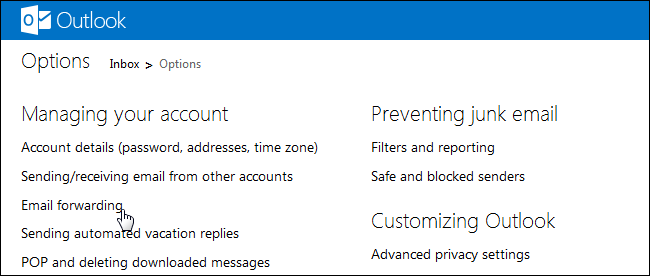 Outlook
Options Inbox > Options
Managing your account
Account details (password, addresses, time zone)
Sending/receiving email from other accounts
Email forwarding
Sending automated vacation replies
POP and deleting downloaded messages
Preventing junk email
Filters and reporting
Safe and blocked senders
Customizing Outlook
Advanced privacy settings